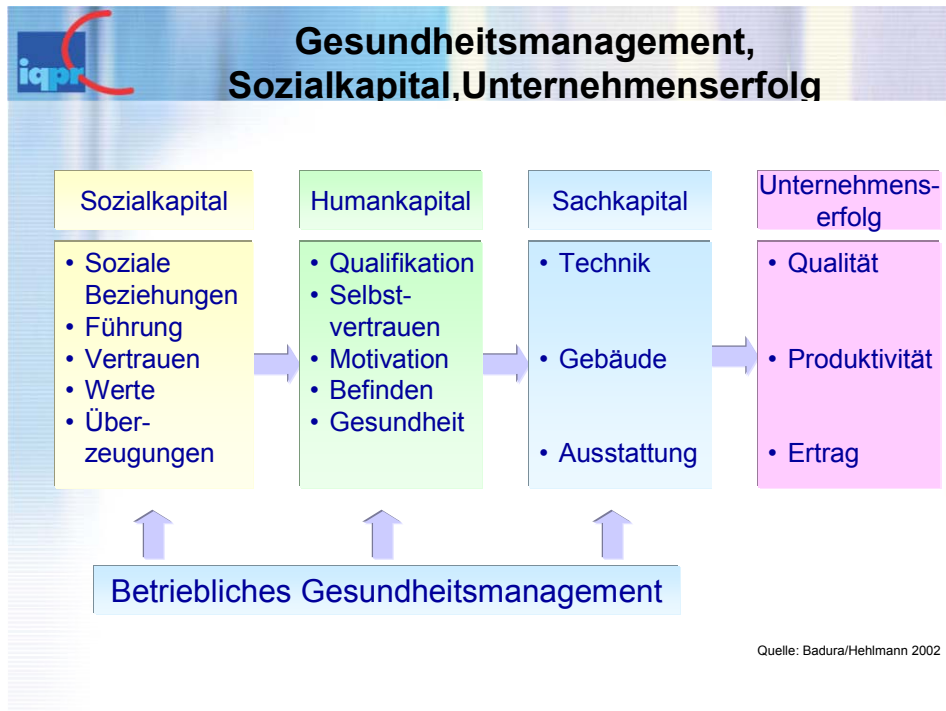 iqpr
Gesundheitsmanagement,
Sozialkapital,Unternehmenserfolg
Sozialkapital
• Soziale
Beziehungen
• Führung
• Vertrauen
• Werte
• Über-
zeugungen
Humankapital
• Qualifikation
• Selbst-
vertrauen
• Motivation
• Befinden
• Gesundheit
Sachkapital
• Technik
• Gebäude
• Ausstattung
Unternehmens-
erfolg
• Qualität
• Produktivität
• Ertrag
Betriebliches Gesundheitsmanagement
Quelle: Badura/Hehlmann 2002